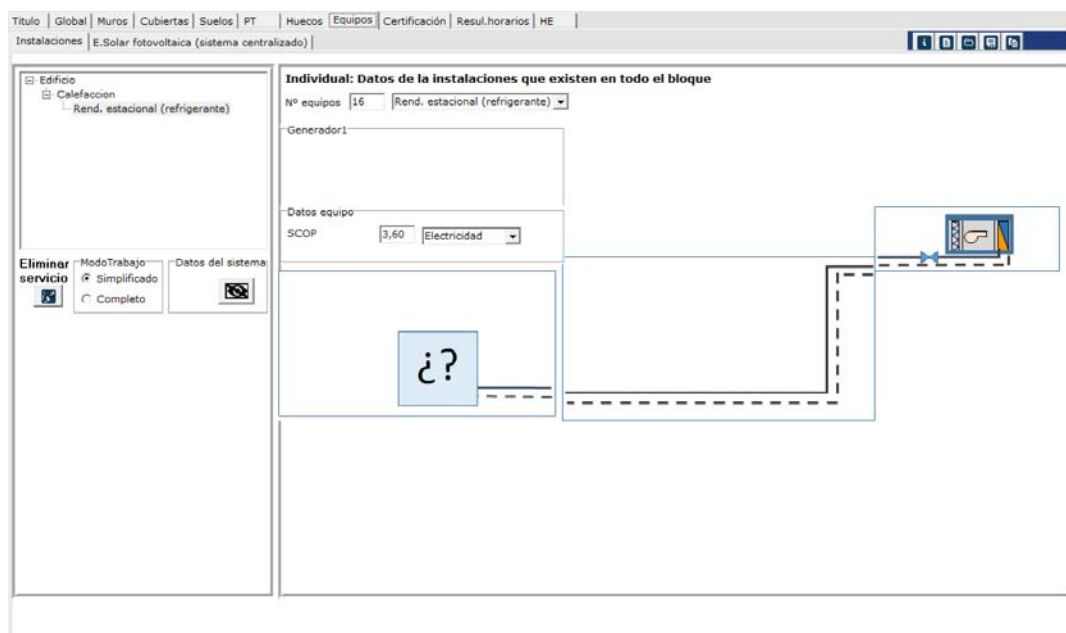 Titulo Global Muros Cubiertas Suelos PT Huecos Equipos Certificación Resul.horarios HE
Instalaciones E.Solar fotovoltaica (sistema centralizado)
Edificio
Calefaccion
Rend. estacional (refrigerante)
Eliminar servicio
ModoTrabajo
Simplificado
Completo
Datos del sistema
Individual: Datos de la instalaciones que existen en todo el bloque
Nº equipos 16 Rend. estacional (refrigerante)
Generador1
Datos equipo
SCOP 3,60 Electricidad
¿?